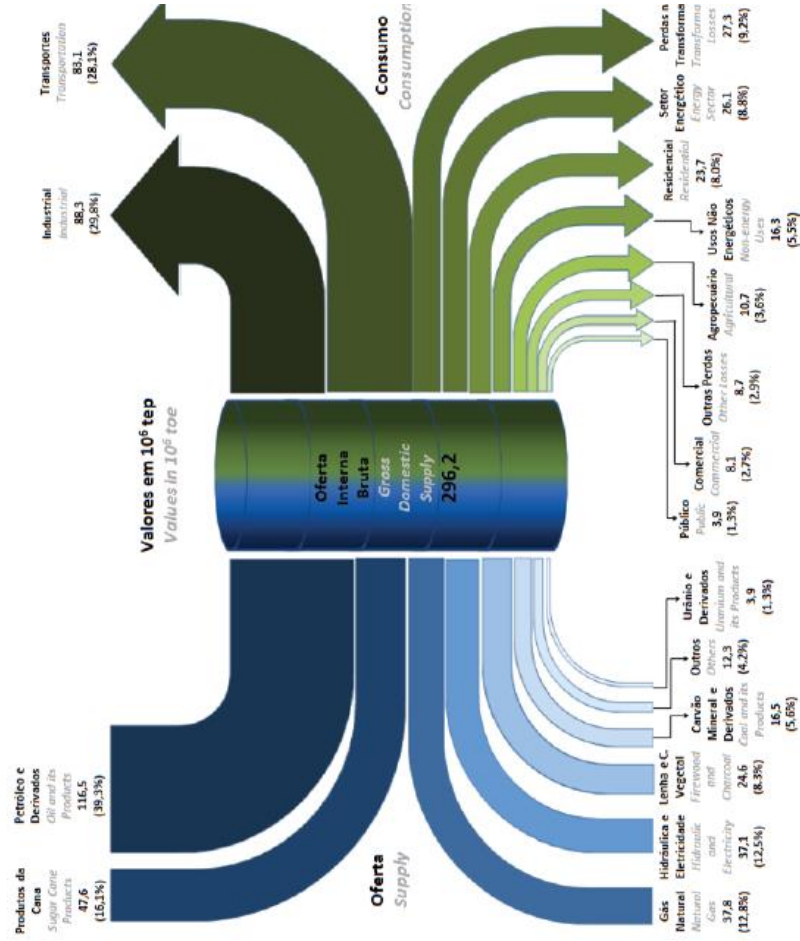 Produtos da
Cana
Sugar Cane
Products
47,6
(16,1%)
Petróleo e
Derivados
Oil and its
Products
116,5
(39,3%)
Oferta
Supply
Gás
Natural
Natural
Gas
37,8
(12,8%)
Hidráulica e
Eletricidade
Hidroulic
and
Electricity
37,1
(12,5%)
Lenha e C.
Vegetal
Firewood
and
Charcoal
24,6
(8.3%)
Carvão
Mineral e
Derivados
Coal and its
Products
16,5
(5,6%)
Outros
Others
12,3
(4.2%)
Urânio e
Derivados
Uranium and
its Products
3,9
(1,3%)
Valores em 10⁶ tep
Values in 10⁶ toe
Oferta
Interna
Bruta
Gross
Domestic
Supply
296,2
Industrial
Industrial
88,3
(29,8%)
Transportes
Transportation
83,1
(28,1%)
Consumo
Consumption
Público
Public
3,9
(1,3%)
Comercial
Commercial
8.1
(2.7%)
Outras Perdas
Other Losses
8,7
(2.9%)
Agropecuário
Agricultural
10,7
(3,6%)
Usos Não
Energéticos
Non-energy
Uses
16,3
(5,5%)
Residencial
Residential
23,7
(8,0%)
Setor
Energético
Energy
Sector
26.1
(8.8%)
Perdas n
Transforma
Transforma
Losses
27,3
(9.2%)